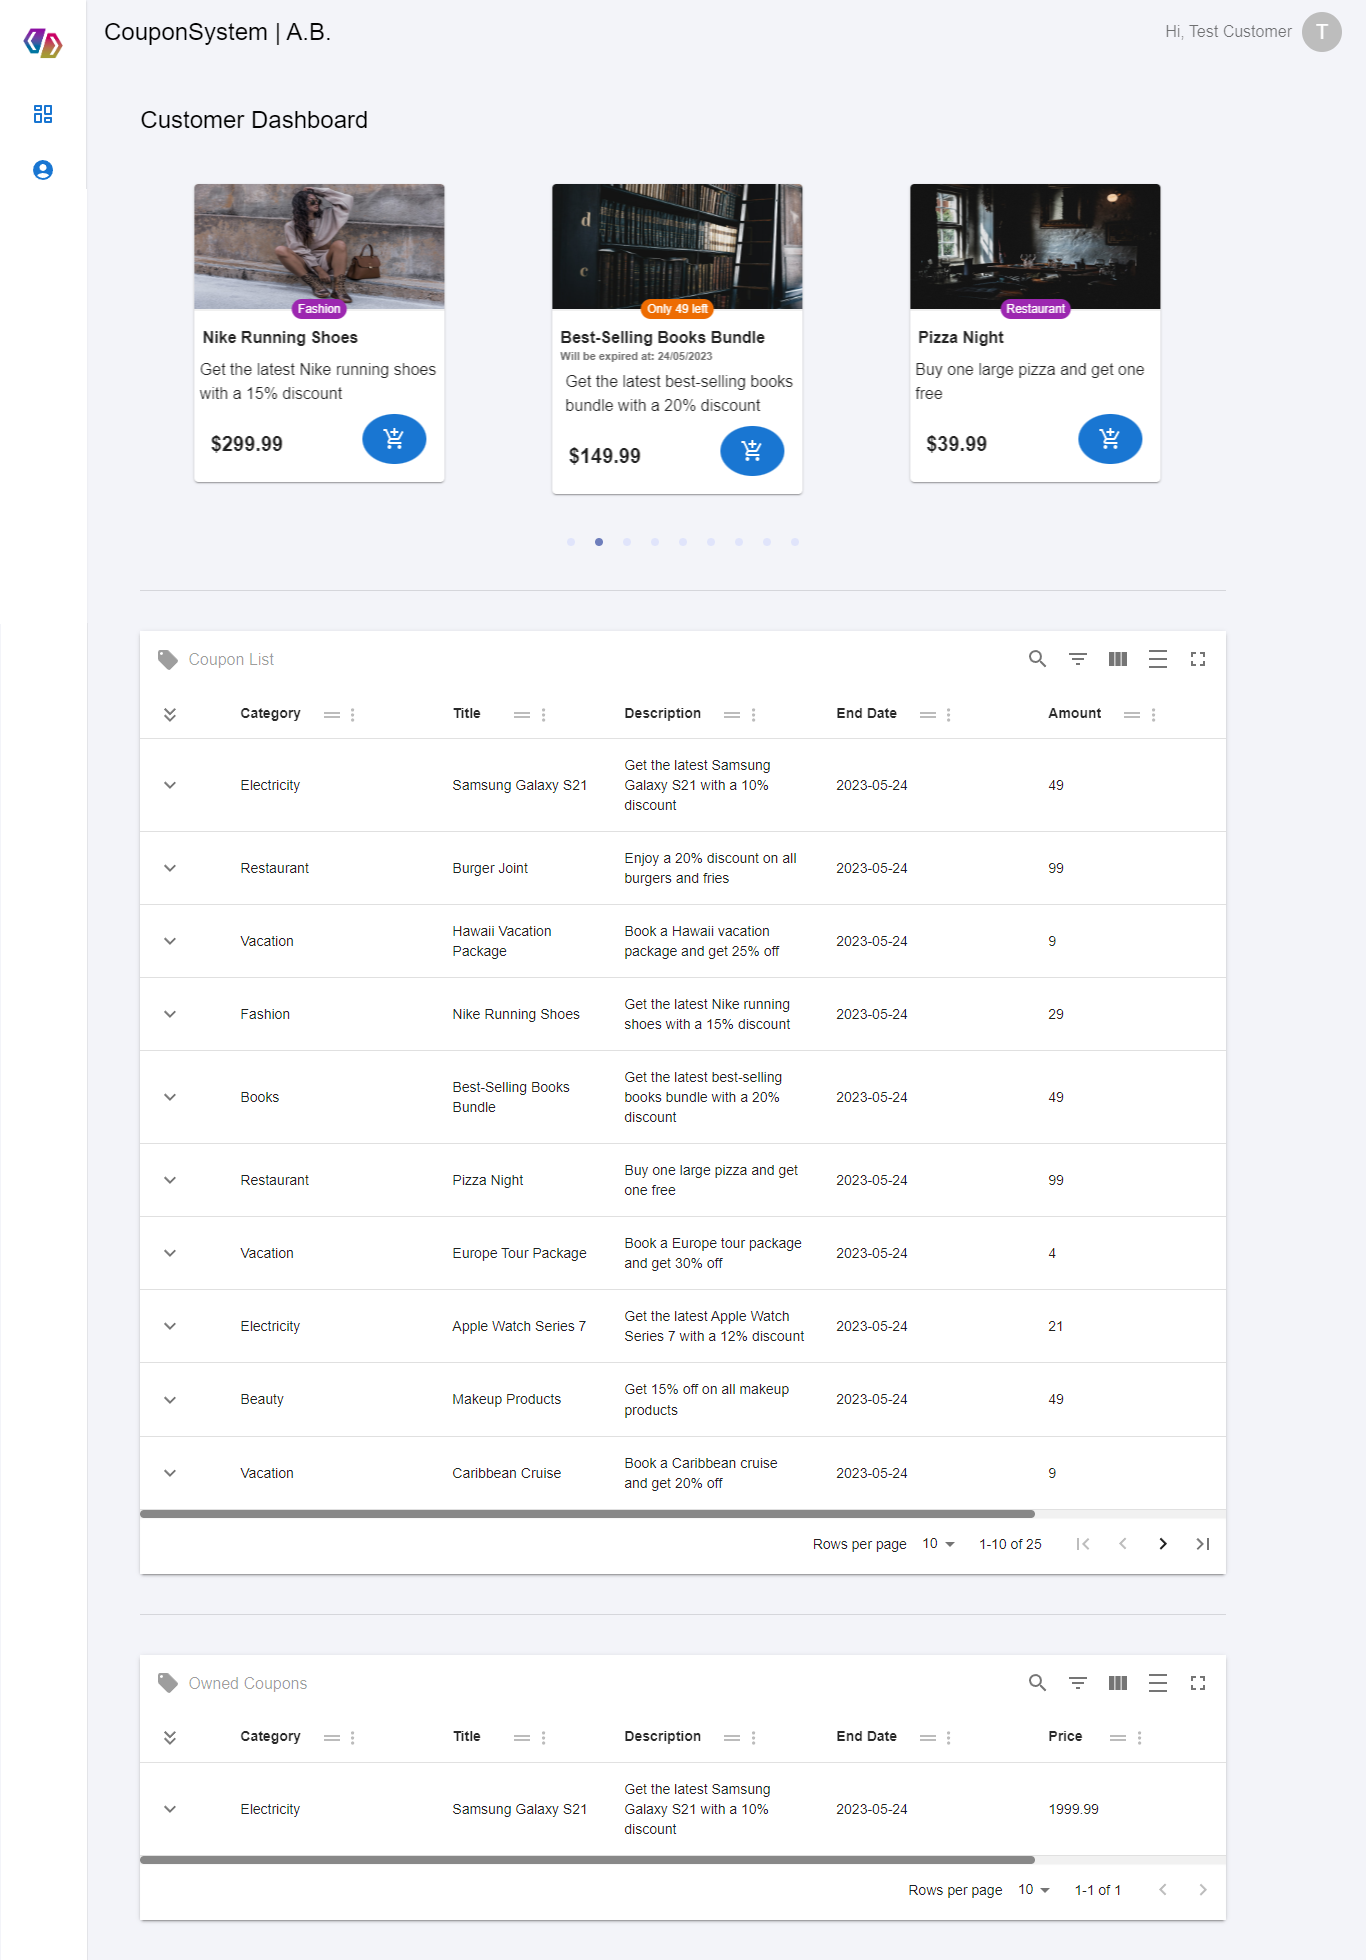 CouponSystem | A.B.
Hi, Test Customer
T
Customer Dashboard
d
c
Fashion
Nike Running Shoes
Get the latest Nike running shoes
with a 15% discount
$299.99
Only 49 left
Best-Selling Books Bundle
Will be expired at: 24/05/2023
Get the latest best-selling books
bundle with a 20% discount
$149.99
Restaurant
Pizza Night
Buy one large pizza and get one
free
$39.99
Coupon List
Category Title Description End Date Amount
Electricity
Samsung Galaxy S21
Get the latest Samsung
Galaxy S21 with a 10%
discount
2023-05-24
49
Restaurant
Burger Joint
Enjoy a 20% discount on all
burgers and fries
2023-05-24
99
Vacation
Hawaii Vacation
Package
Book a Hawaii vacation
package and get 25% off
2023-05-24
9
Fashion
Nike Running Shoes
Get the latest Nike running
shoes with a 15% discount
2023-05-24
29
Books
Best-Selling Books
Bundle
Get the latest best-selling
books bundle with a 20%
discount
2023-05-24
49
Restaurant
Pizza Night
Buy one large pizza and get
one free
2023-05-24
99
Vacation
Europe Tour Package
Book a Europe tour package
and get 30% off
2023-05-24
4
Electricity
Apple Watch Series 7
Get the latest Apple Watch
Series 7 with a 12% discount
2023-05-24
21
Beauty
Makeup Products
Get 15% off on all makeup
products
2023-05-24
49
Vacation
Caribbean Cruise
Book a Caribbean cruise
and get 20% off
2023-05-24
9
Rows per page 10 1-10 of 25
Owned Coupons
Category Title Description End Date Price
Electricity
Samsung Galaxy S21
Get the latest Samsung
Galaxy S21 with a 10%
discount
2023-05-24
1999.99
Rows per page 10 1-1 of 1